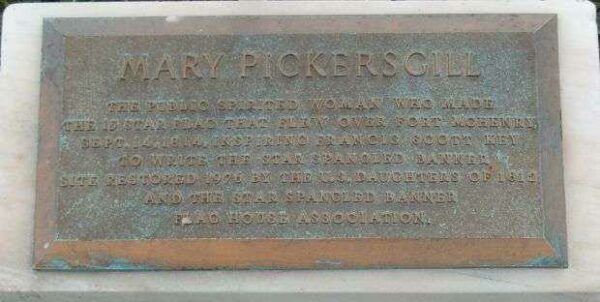 MARY PICKERSGILL
THE PUBLIC SPIRITED WOMAN WHO MADE
THE 15 STAR FLAG THAT FLEW OVER FORT MCHENRY,
SEPT. 14, 1814, INSPIRING FRANCIS SCOTT KEY
TO WRITE THE STAR SPANGLED BANNER.
SITE RESTORED 1976 BY THE U.S. DAUGHTERS OF 1812
AND THE STAR SPANGLED BANNER
FLAG HOUSE ASSOCIATION.